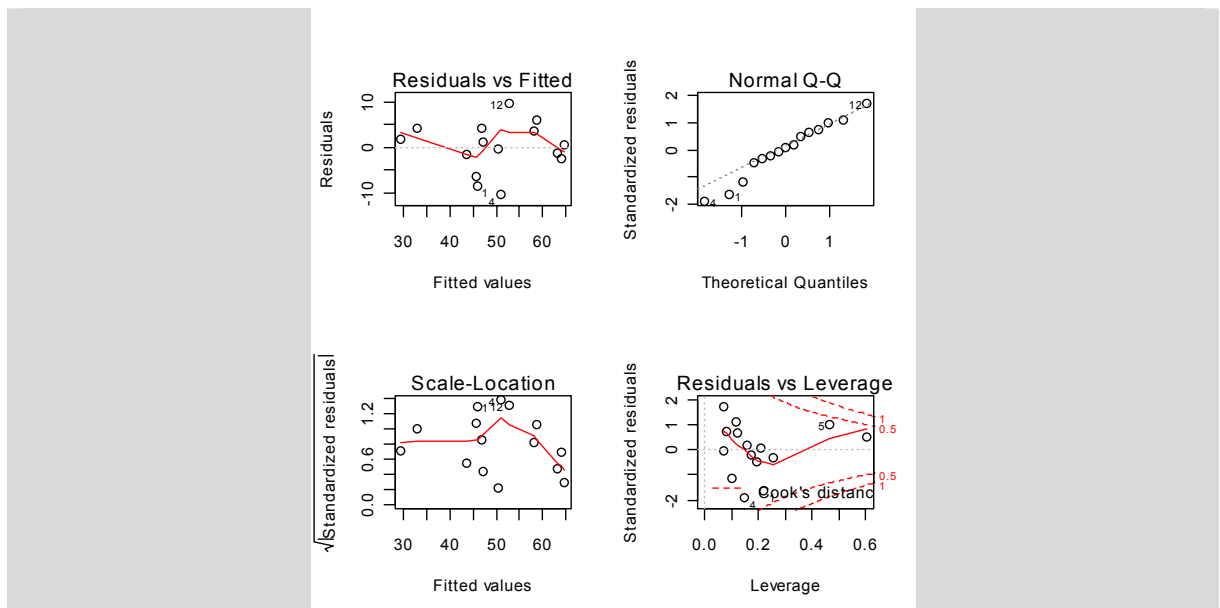 Residuals vs Fitted
Residuals
10
0
-10
12
1
4
30 40 50 60
Fitted values
Normal Q-Q
Standardized residuals
2
1
0
-2
12
1
4
-1 0 1
Theoretical Quantiles
Scale-Location
√|Standardized residuals|
1.2
0.6
0.0
4
1 12
30 40 50 60
Fitted values
Residuals vs Leverage
Standardized residuals
2
1
0
-2
5
1
0.5
0.5
1
Cook's distanc
4
0.0 0.2 0.4 0.6
Leverage